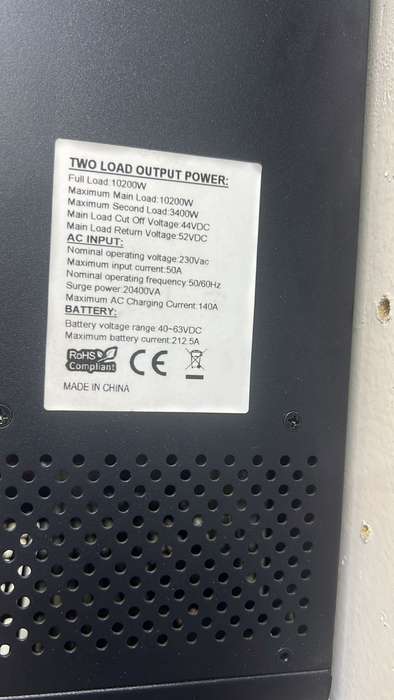 TWO LOAD OUTPUT POWER:
Full Load:10200W
Maximum Main Load:10200W
Maximum Second Load:3400W
Main Load Cut Off Voltage:44VDC
Main Load Return Voltage:52VDC
AC INPUT:
Nominal operating voltage:230Vac
Maximum input current:50A
Nominal operating frequency:50/60Hz
Surge power:20400VA
Maximum AC Charging Current:140A
BATTERY:
Battery voltage range:40~63VDC
Maximum battery current:212.5A
RoHS
Compliant
CE
MADE IN CHINA